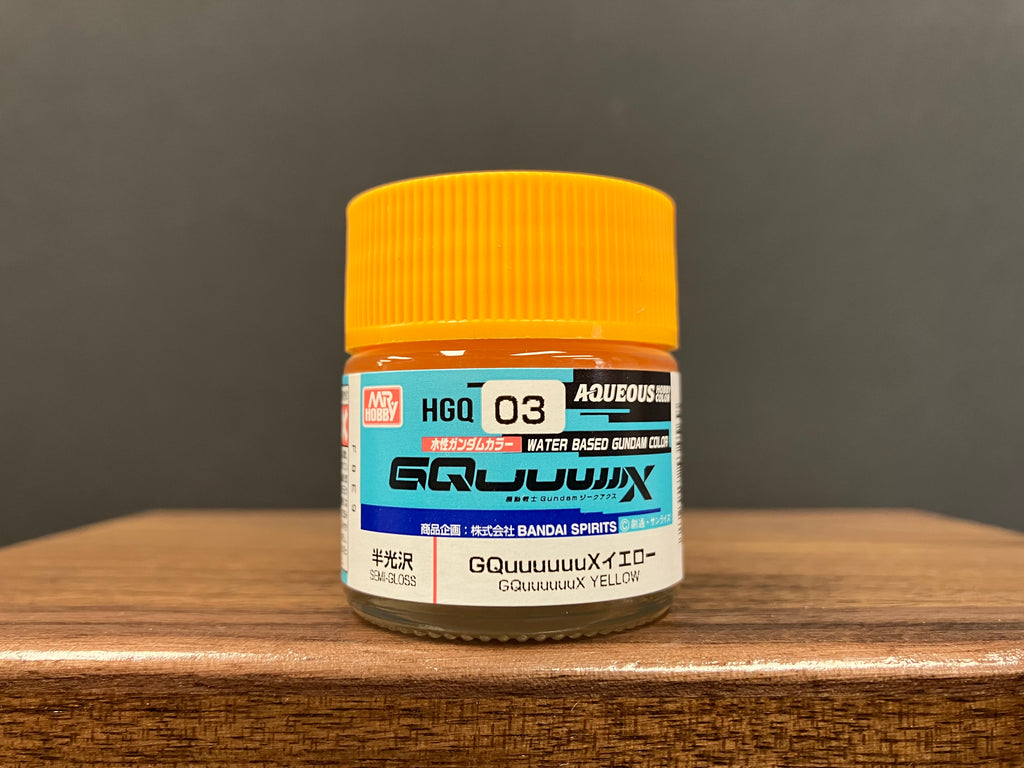 MR HOBBY
HGQ 03
AQUEOUS HOBBY COLOR
水性ガンダムカラー WATER BASED GUNDAM COLOR
GQuuuuuuX
機動戦士Gundam ジークアクス
商品企画：株式会社 BANDAI SPIRITS ©創通・サンライズ
半光沢
SEMI-GLOSS
GQuuuuuuXイエロー
GQuuuuuuX YELLOW